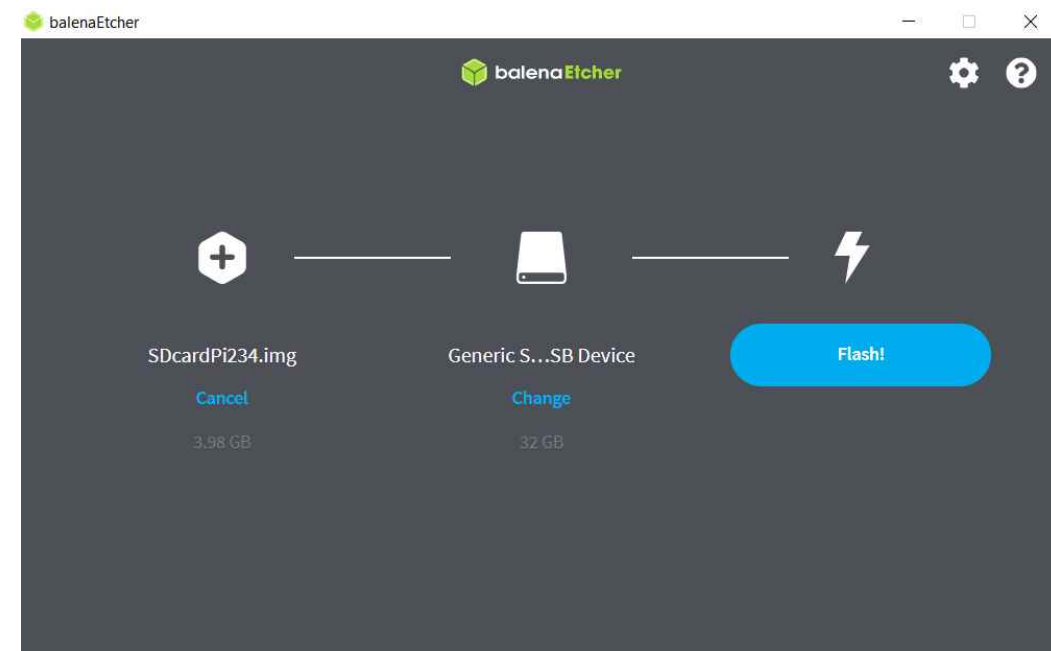 balenaEtcher
balenaEtcher
SDcardPi234.img
Generic S...SB Device
Flash!
Cancel
Change
3.98 GB
32 GB